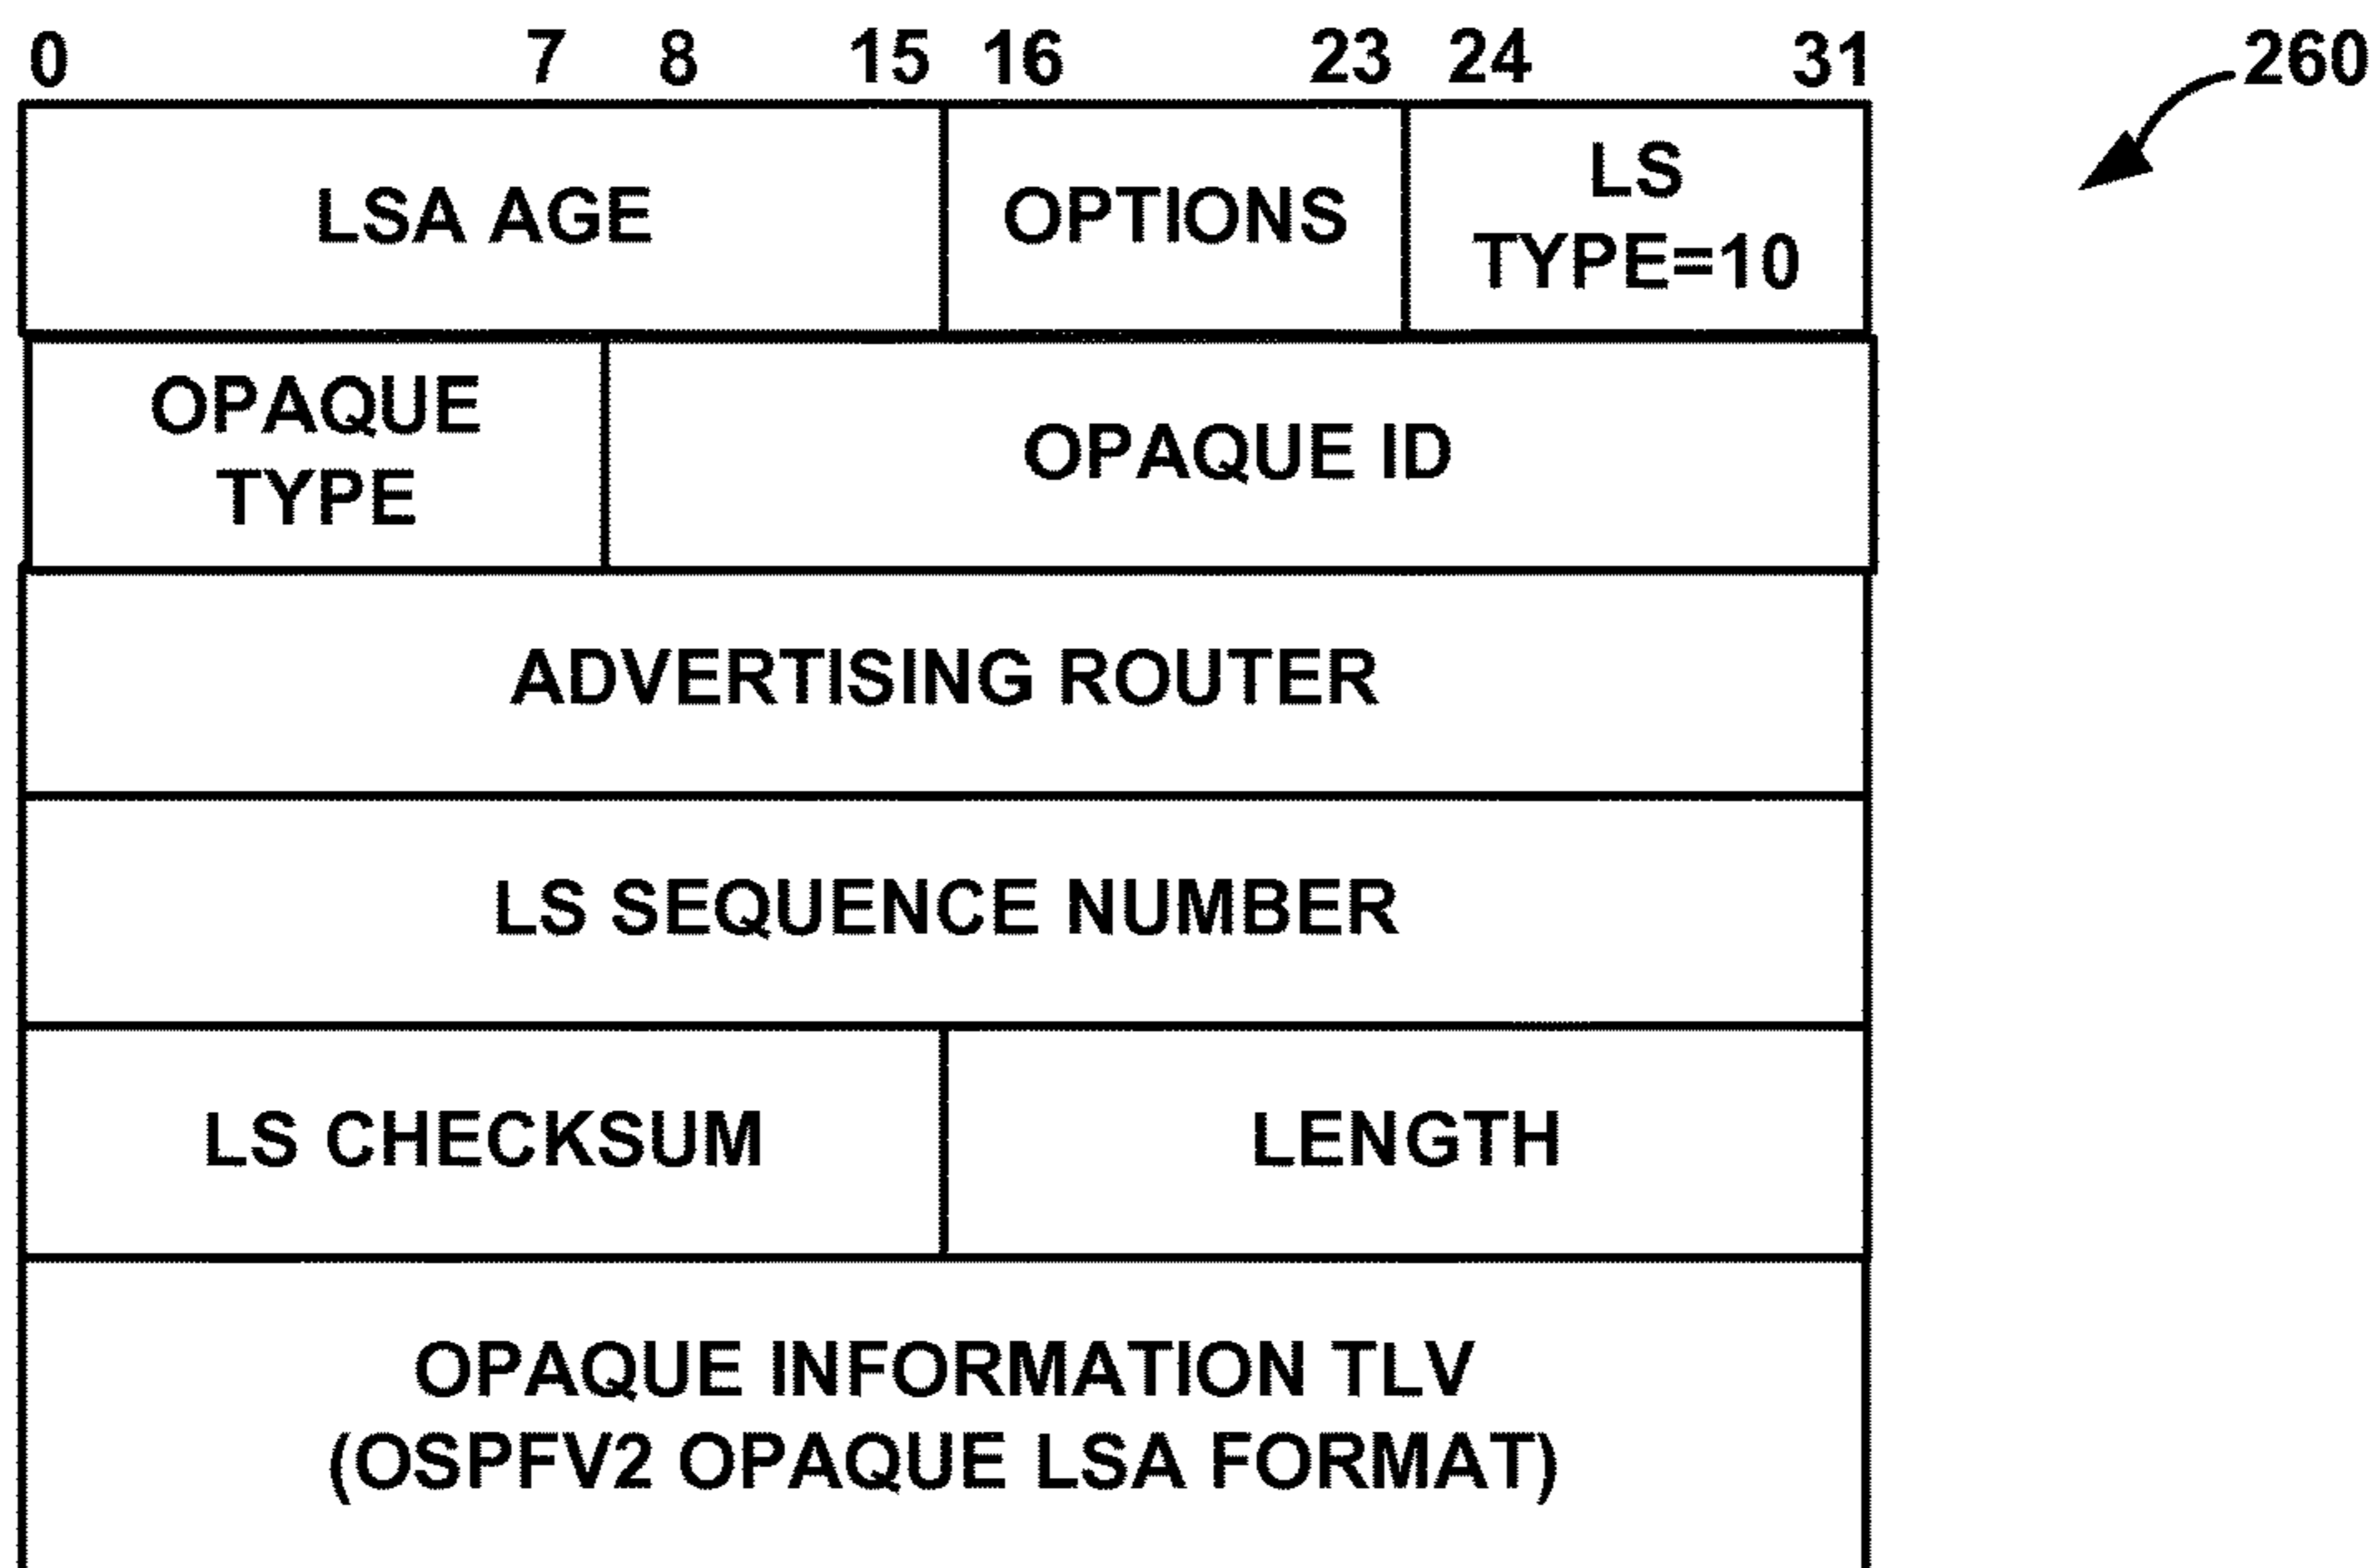 0 7 8 15 16 23 24 31 260
LSA AGE OPTIONS LS
TYPE=10
OPAQUE
TYPE
OPAQUE ID
ADVERTISING ROUTER
LS SEQUENCE NUMBER
LS CHECKSUM LENGTH
OPAQUE INFORMATION TLV
(OSPFV2 OPAQUE LSA FORMAT)